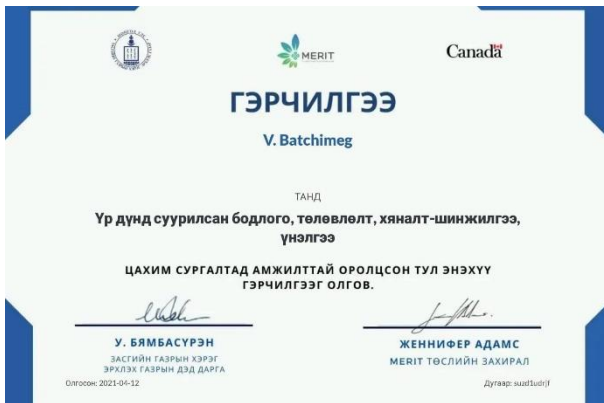 MERIT
Canada
ГЭРЧИЛГЭЭ
V. Batchimeg
ТАНД
Үр дүнд суурилсан бодлого, төлөвлөлт, хяналт-шинжилгээ,
үнэлгээ
ЦАХИМ СУРГАЛТАД АМЖИЛТТАЙ ОРОЛЦСОН ТУЛ ЭНЭХҮҮ
ГЭРЧИЛГЭЭГ ОЛГОВ.
У. БЯМБАСҮРЭН
ЗАСГИЙН ГАЗРЫН ХЭРЭГ
ЭРХЛЭХ ГАЗРЫН ДЭД ДАРГА
ЖЕННИФЕР АДАМС
MERIT ТӨСЛИЙН ЗАХИРАЛ
Олгосон: 2021-04-12
Дугаар: suzd1udrjf